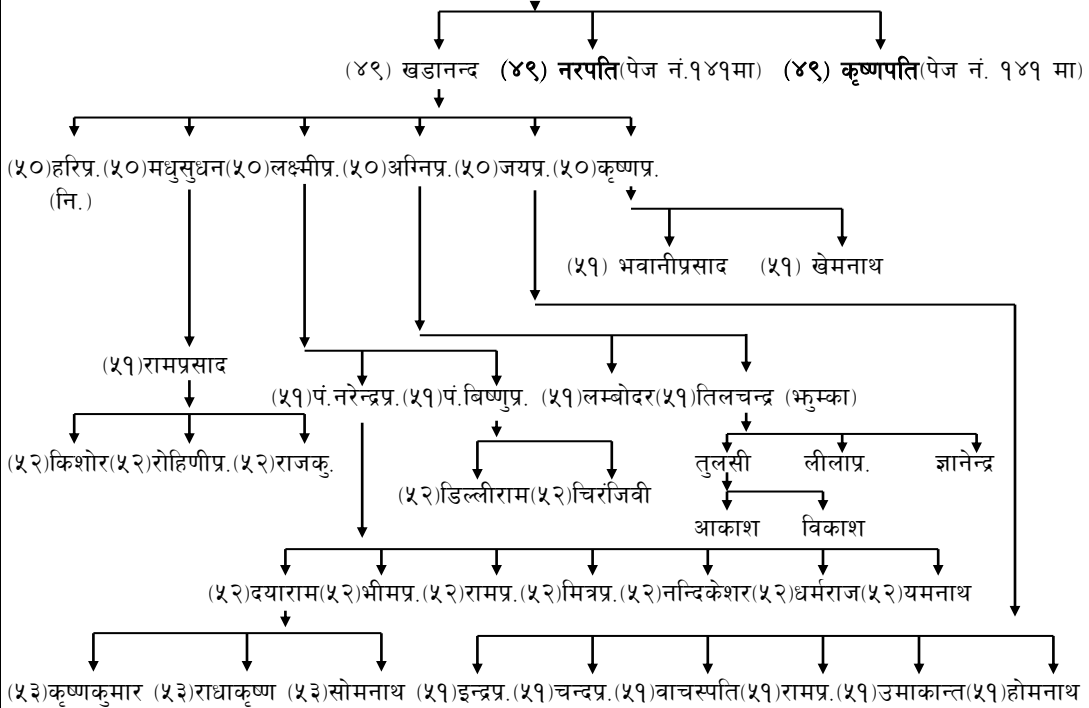 (४९) खडानन्द (४९) नरपति(पेज नं.१४१मा) (४९) कृष्णपति(पेज नं. १४१ मा)
(५०)हरिप्र.(५०)मधुसुधन(५०)लक्ष्मीप्र.(५०)अग्निप्र.(५०)जयप्र.(५०)कृष्णप्र.
(नि.)
(५१) भवानीप्रसाद (५१) खेमनाथ
(५१)रामप्रसाद
(५१)पं.नरेन्द्रप्र.(५१)पं.बिष्णुप्र. (५१)लम्बोदर(५१)तिलचन्द्र (झुम्का)
(५२)किशोर(५२)रोहिणीप्र.(५२)राजकु.
तुलसी लीलाप्र. ज्ञानेन्द्र
(५२)डिल्लीराम(५२)चिरंजिवी
आकाश विकाश
(५२)दयाराम(५२)भीमप्र.(५२)रामप्र.(५२)मित्रप्र.(५२)नन्दिकेशर(५२)धर्मराज(५२)यमनाथ
(५३)कृष्णकुमार (५३)राधाकृष्ण (५३)सोमनाथ (५१)इन्द्रप्र.(५१)चन्दप्र.(५१)वाचस्पति(५१)रामप्र.(५१)उमाकान्त(५१)होमनाथ